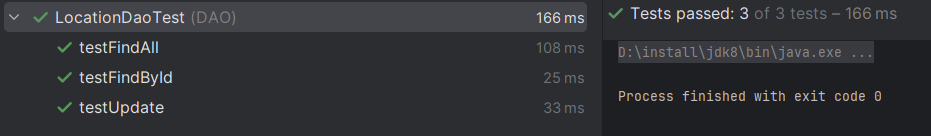 LocationDaoTest (DAO) 166 ms
testFindAll 108 ms
testFindById 25 ms
testUpdate 33 ms
Tests passed: 3 of 3 tests – 166 ms
D:\install\jdk8\bin\java.exe ...
Process finished with exit code 0